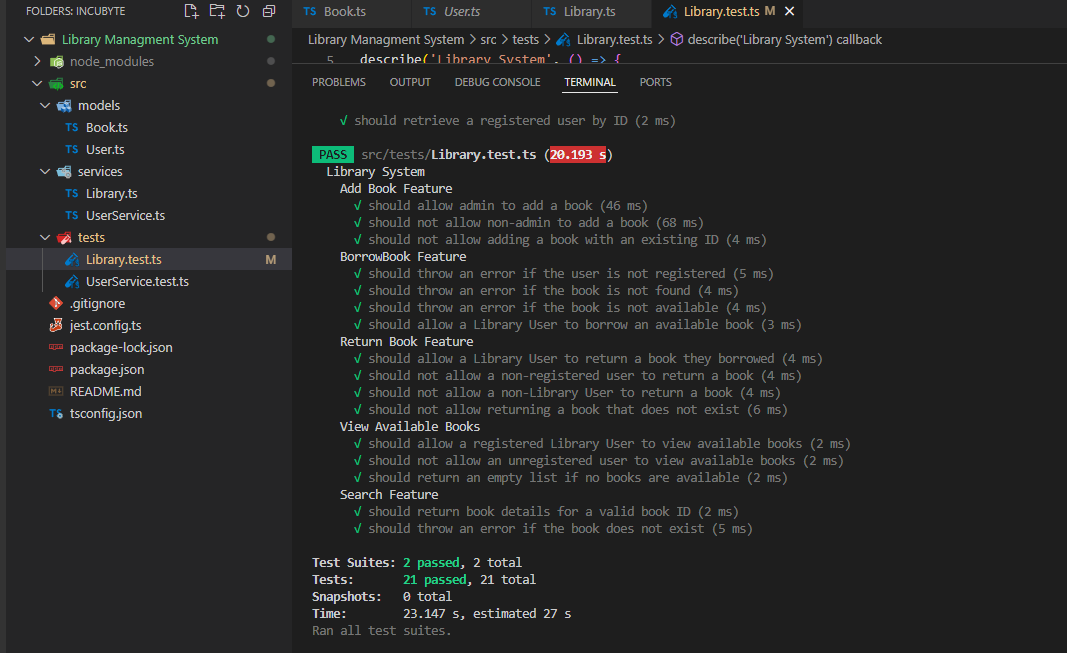 FOLDERS: INCUBYTE
Library Managment System
node_modules
src
models
TS Book.ts
TS User.ts
services
TS Library.ts
TS UserService.ts
tests
Library.test.ts M
UserService.test.ts
.gitignore
jest.config.ts
package-lock.json
package.json
README.md
TS tsconfig.json
TS Book.ts TS User.ts TS Library.ts Library.test.ts M
Library Managment System > src > tests > Library.test.ts > describe('Library System') callback
5 describe('Library System', () => {
PROBLEMS OUTPUT DEBUG CONSOLE TERMINAL PORTS
√ should retrieve a registered user by ID (2 ms)
PASS src/tests/Library.test.ts (20.193 s)
Library System
Add Book Feature
√ should allow admin to add a book (46 ms)
√ should not allow non-admin to add a book (68 ms)
√ should not allow adding a book with an existing ID (4 ms)
BorrowBook Feature
√ should throw an error if the user is not registered (5 ms)
√ should throw an error if the book is not found (4 ms)
√ should throw an error if the book is not available (4 ms)
√ should allow a Library User to borrow an available book (3 ms)
Return Book Feature
√ should allow a Library User to return a book they borrowed (4 ms)
√ should not allow a non-registered user to return a book (4 ms)
√ should not allow a non-Library User to return a book (4 ms)
√ should not allow returning a book that does not exist (6 ms)
View Available Books
√ should allow a registered Library User to view available books (2 ms)
√ should not allow an unregistered user to view available books (2 ms)
√ should return an empty list if no books are available (2 ms)
Search Feature
√ should return book details for a valid book ID (2 ms)
√ should throw an error if the book does not exist (5 ms)
Test Suites: 2 passed, 2 total
Tests: 21 passed, 21 total
Snapshots: 0 total
Time: 23.147 s, estimated 27 s
Ran all test suites.